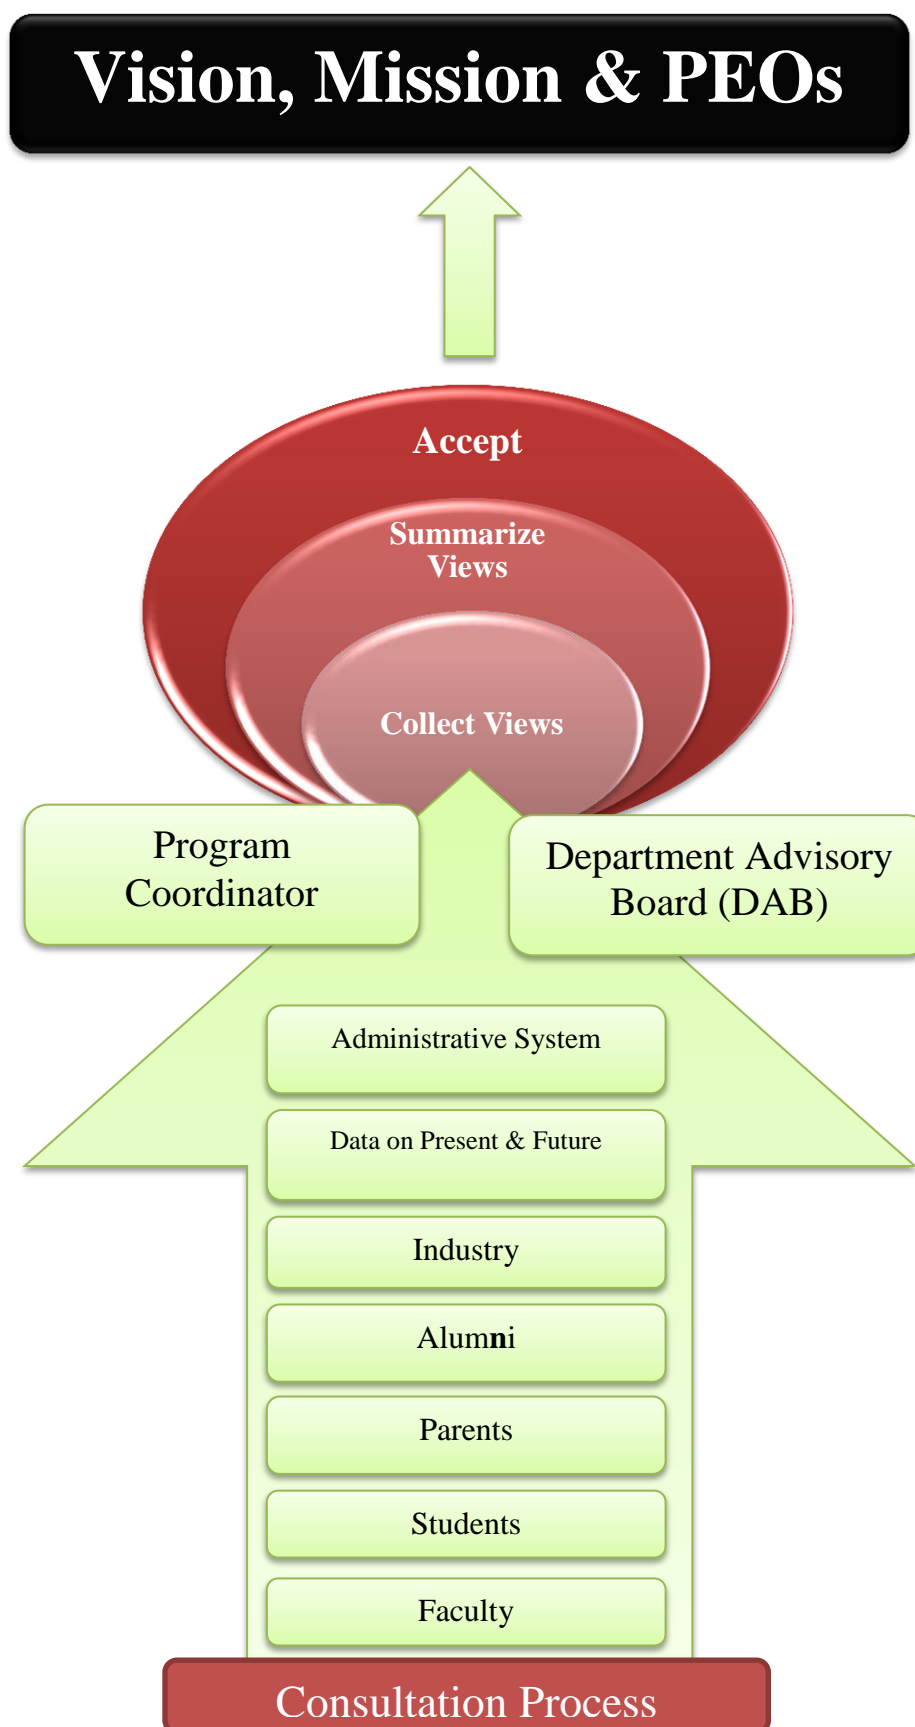 Vision, Mission & PEOs
Accept
Summarize
Views
Collect Views
Program
Coordinator
Department Advisory
Board (DAB)
Administrative System
Data on Present & Future
Industry
Alumni
Parents
Students
Faculty
Consultation Process